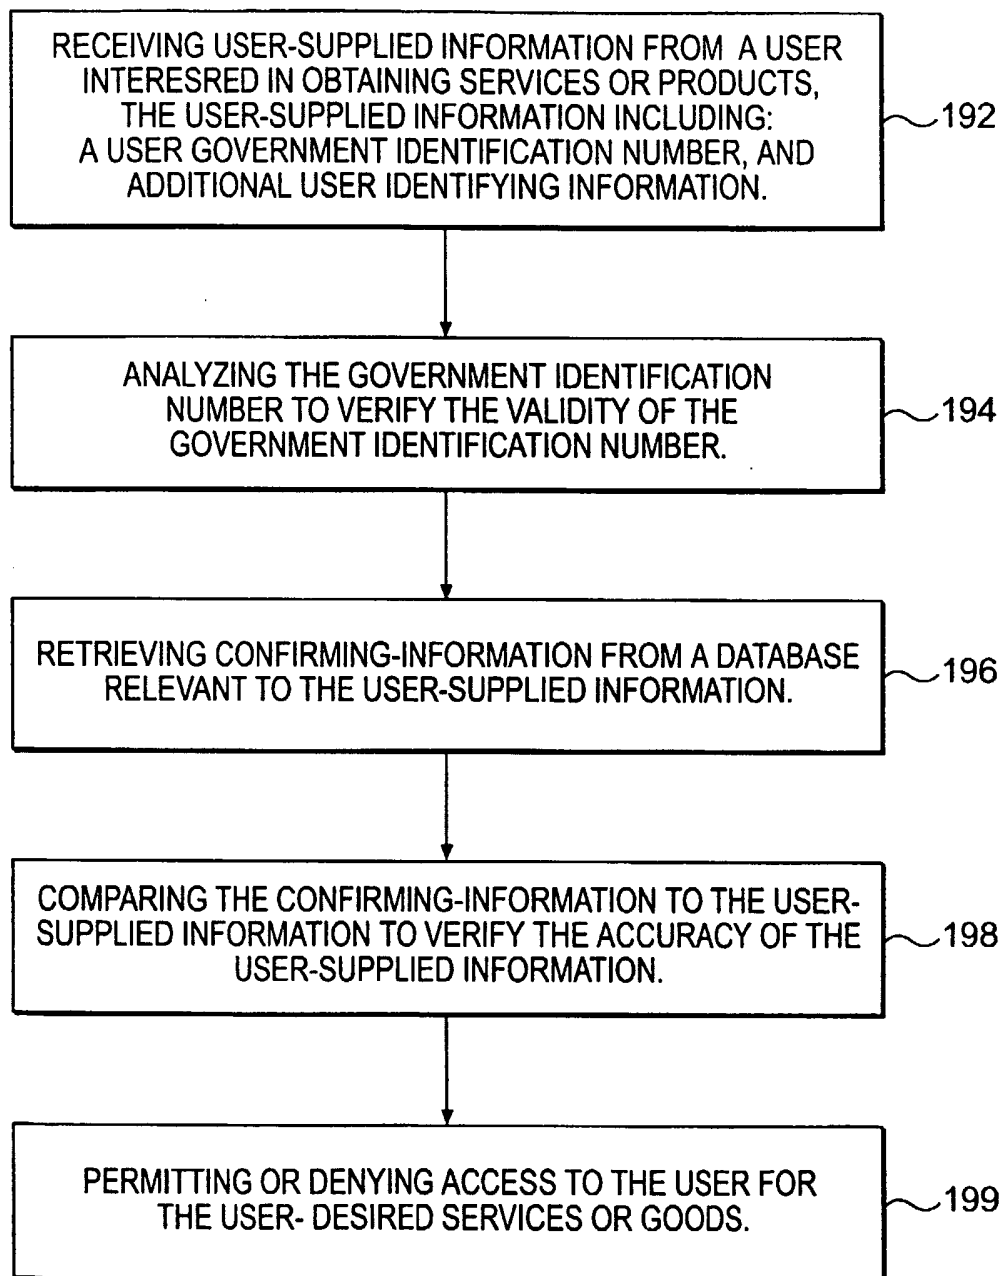 RECEIVING USER-SUPPLIED INFORMATION FROM A USER
INTERESRED IN OBTAINING SERVICES OR PRODUCTS,
THE USER-SUPPLIED INFORMATION INCLUDING:
A USER GOVERNMENT IDENTIFICATION NUMBER, AND
ADDITIONAL USER IDENTIFYING INFORMATION.
192
ANALYZING THE GOVERNMENT IDENTIFICATION
NUMBER TO VERIFY THE VALIDITY OF THE
GOVERNMENT IDENTIFICATION NUMBER.
194
RETRIEVING CONFIRMING-INFORMATION FROM A DATABASE
RELEVANT TO THE USER-SUPPLIED INFORMATION.
196
COMPARING THE CONFIRMING-INFORMATION TO THE USER-
SUPPLIED INFORMATION TO VERIFY THE ACCURACY OF THE
USER-SUPPLIED INFORMATION.
198
PERMITTING OR DENYING ACCESS TO THE USER FOR
THE USER- DESIRED SERVICES OR GOODS.
199